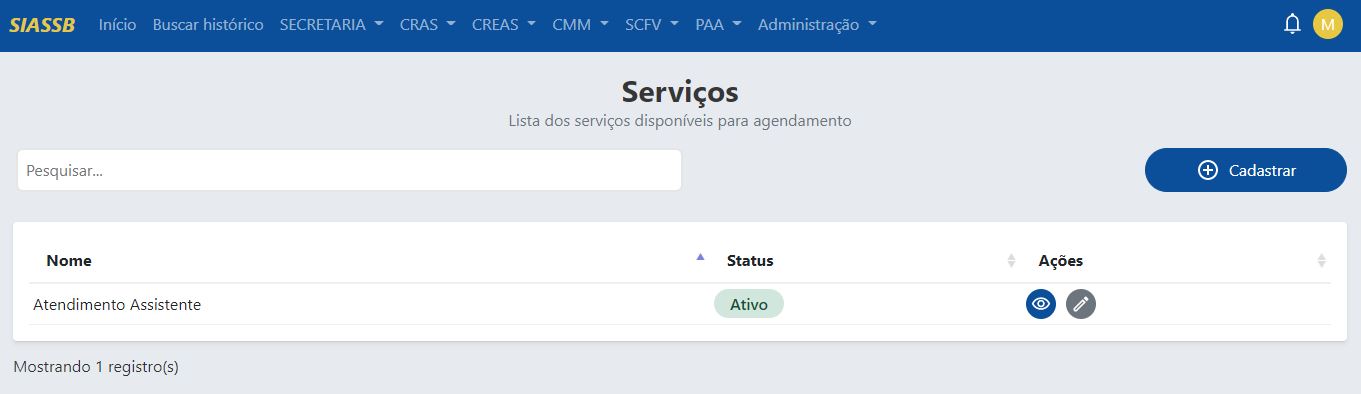 SIASSB Início Buscar histórico SECRETARIA CRAS CREAS CMM SCFV PAA Administração M
Serviços
Lista dos serviços disponíveis para agendamento
Pesquisar... Cadastrar
Nome Status Ações
Atendimento Assistente Ativo
Mostrando 1 registro(s)